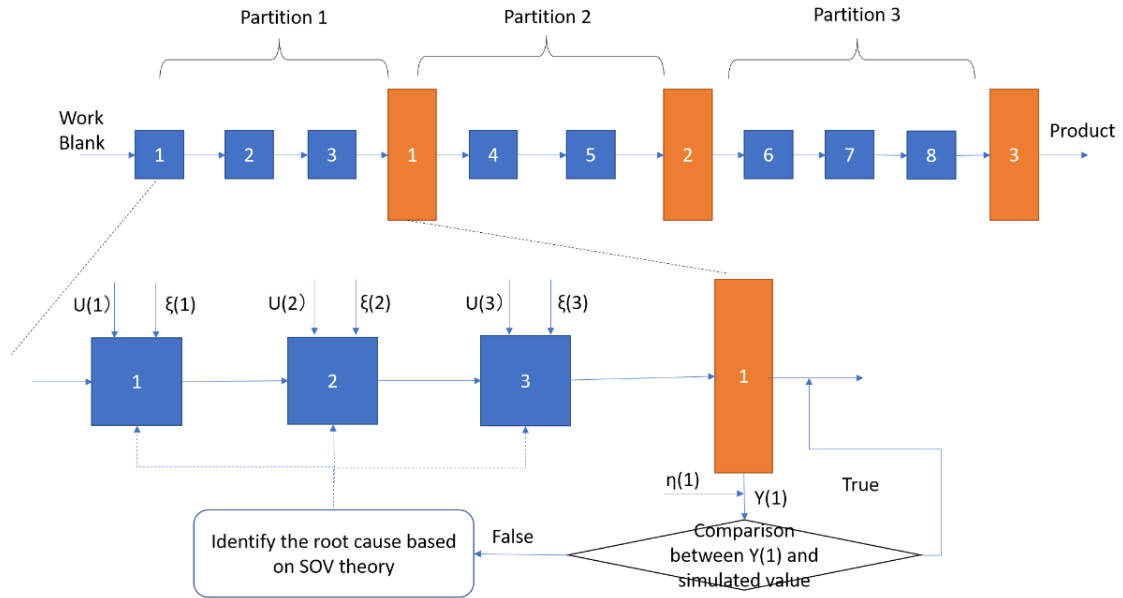 Partition 1
Partition 2
Partition 3
Work
Blank
1
2
3
1
4
5
2
6
7
8
3
Product
U(1)
ξ(1)
U(2)
ξ(2)
U(3)
ξ(3)
1
2
3
1
η(1)
Y(1)
True
Identify the root cause based
on SOV theory
False
Comparison
between Y(1) and
simulated value